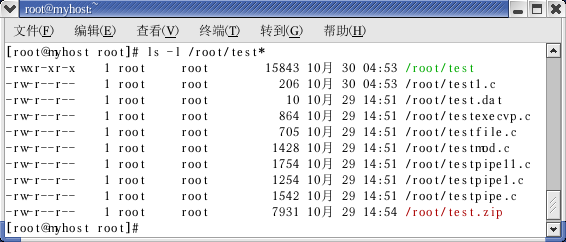 root@myhost:~
文件(F) 编辑(E) 查看(V) 终端(T) 转到(G) 帮助(H)
[root@myhost root]# ls -l /root/test*
-rwxr-xr-x 1 root root 15843 10月 30 04:53 /root/test
-rw-r--r-- 1 root root 206 10月 30 04:53 /root/test1.c
-rw-r--r-- 1 root root 10 10月 29 14:51 /root/test.dat
-rw-r--r-- 1 root root 864 10月 29 14:51 /root/testexecvp.c
-rw-r--r-- 1 root root 705 10月 29 14:51 /root/testfile.c
-rw-r--r-- 1 root root 1428 10月 29 14:51 /root/testmod.c
-rw-r--r-- 1 root root 1754 10月 29 14:51 /root/testpipe11.c
-rw-r--r-- 1 root root 1254 10月 29 14:51 /root/testpipe1.c
-rw-r--r-- 1 root root 1542 10月 29 14:51 /root/testpipe.c
-rw-r--r-- 1 root root 7931 10月 29 14:54 /root/test.zip
[root@myhost root]#